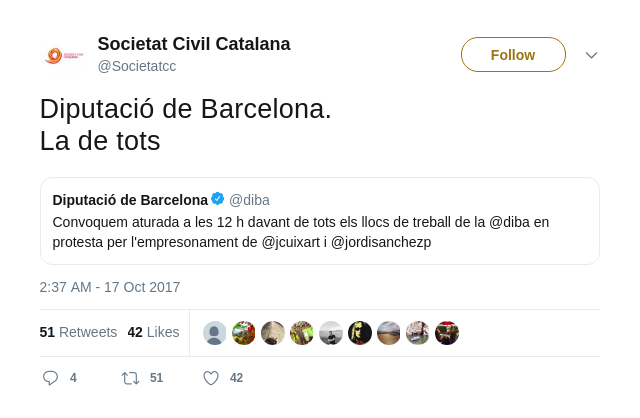 Societat Civil Catalana
@Societatcc
Follow
Diputació de Barcelona.
La de tots
Diputació de Barcelona @diba
Convoquem aturada a les 12 h davant de tots els llocs de treball de la @diba en
protesta per l'empresonament de @jcuixart i @jordisanchezp
2:37 AM - 17 Oct 2017
51 Retweets 42 Likes
4 51 42